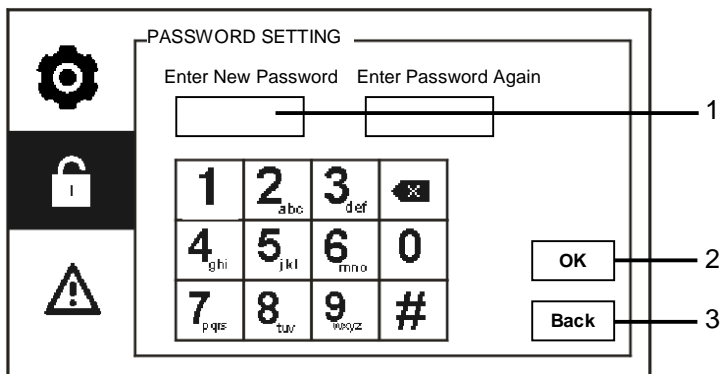 PASSWORD SETTING
Enter New Password Enter Password Again
1
1 2abc 3def X
4ghi 5jkl 6mno 0
OK 2
7pqrs 8tuv 9wxyz #
Back 3